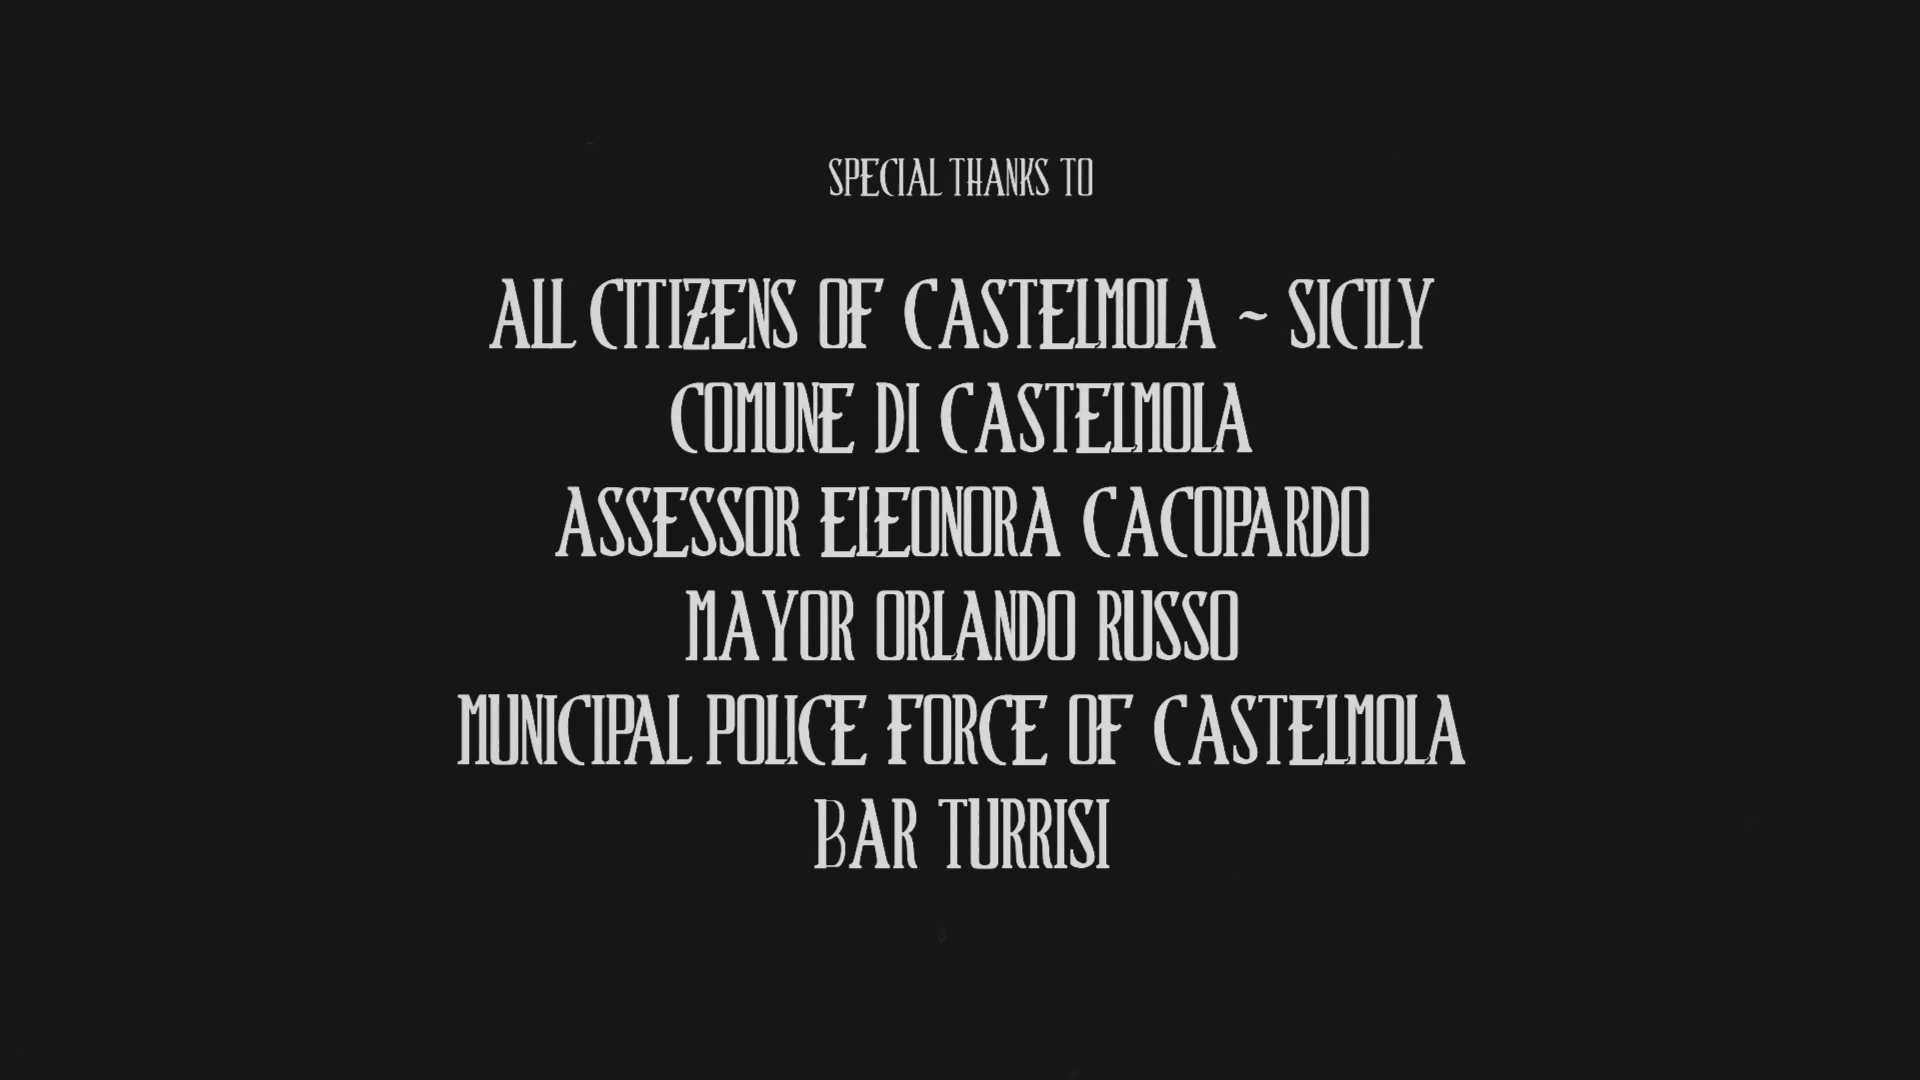 SPECIAL THANKS TO
ALL CITIZENS OF CASTELMOLA ~ SICILY
COMUNE DI CASTELMOLA
ASSESSOR ELEONORA CACOPARDO
MAYOR ORLANDO RUSSO
MUNICIPAL POLICE FORCE OF CASTELMOLA
BAR TURRISI